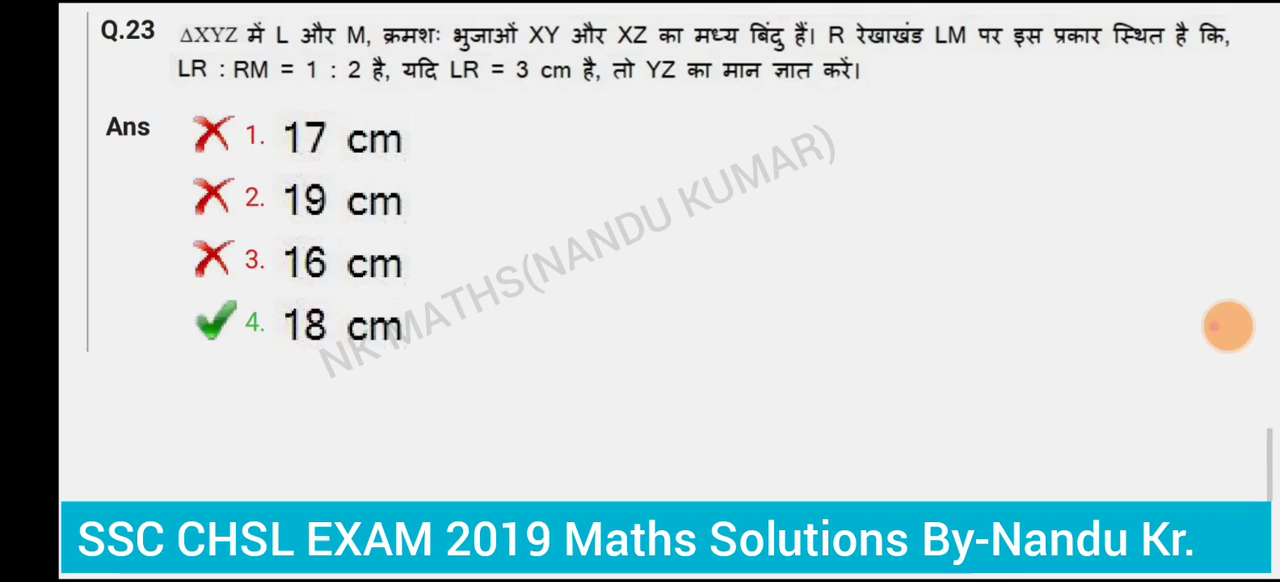 Q.23 ΔXYZ में L और M, क्रमशः भुजाओं XY और XZ का मध्य बिंदु हैं। R रेखाखंड LM पर इस प्रकार स्थित है कि,
LR : RM = 1 : 2 है, यदि LR = 3 cm है, तो YZ का मान ज्ञात करें।
Ans 1. 17 cm
2. 19 cm
3. 16 cm
4. 18 cm
NK MATHS(NANDU KUMAR)
SSC CHSL EXAM 2019 Maths Solutions By-Nandu Kr.